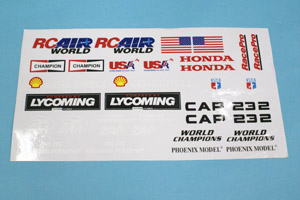 RCAIR WORLD
RCAIR WORLD
CHAMPION
CHAMPION
USA
USA
HONDA
HONDA
RacePro
RacePro
LYCOMING
LYCOMING
CAP 232
CAP 232
WORLD CHAMPIONS
WORLD CHAMPIONS
PHOENIX MODEL
PHOENIX MODEL